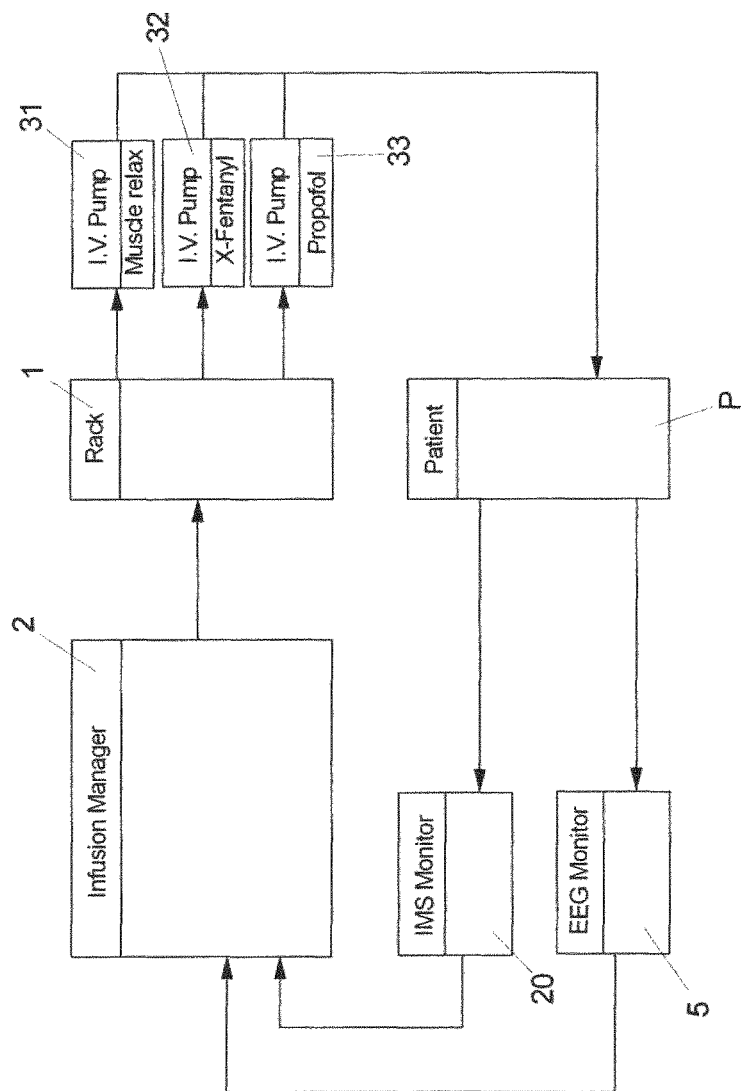 2
Infusion Manager
1
Rack
31
I.V. Pump
Muscle relax
32
I.V. Pump
X-Fentanyl
I.V. Pump
Propofol
33
IMS Monitor
20
EEG Monitor
5
Patient
P